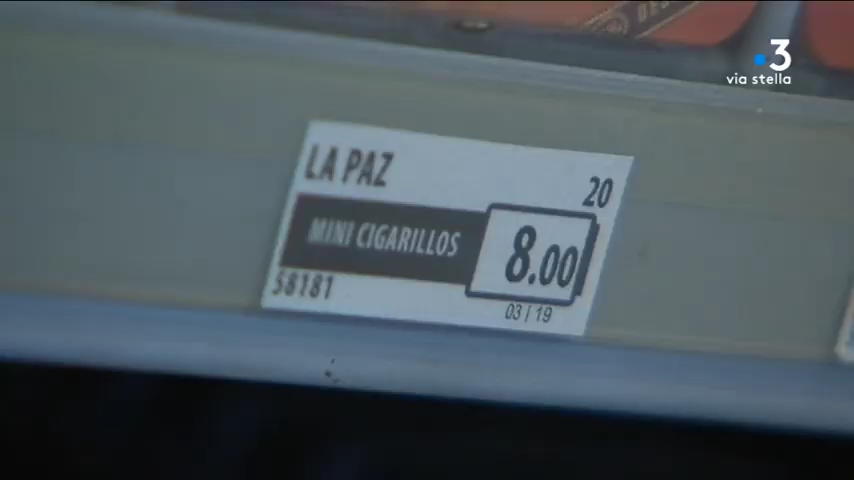 3
via stella
LA PAZ
20
MINI CIGARILLOS
8.00
58181
03/19